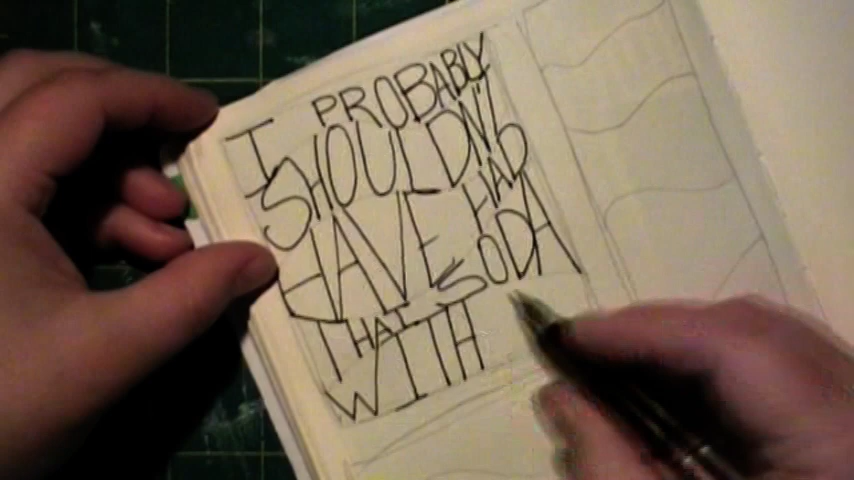 I PROBABLY
SHOULDN'T
HAVE HAD
THAT SODA
WITH